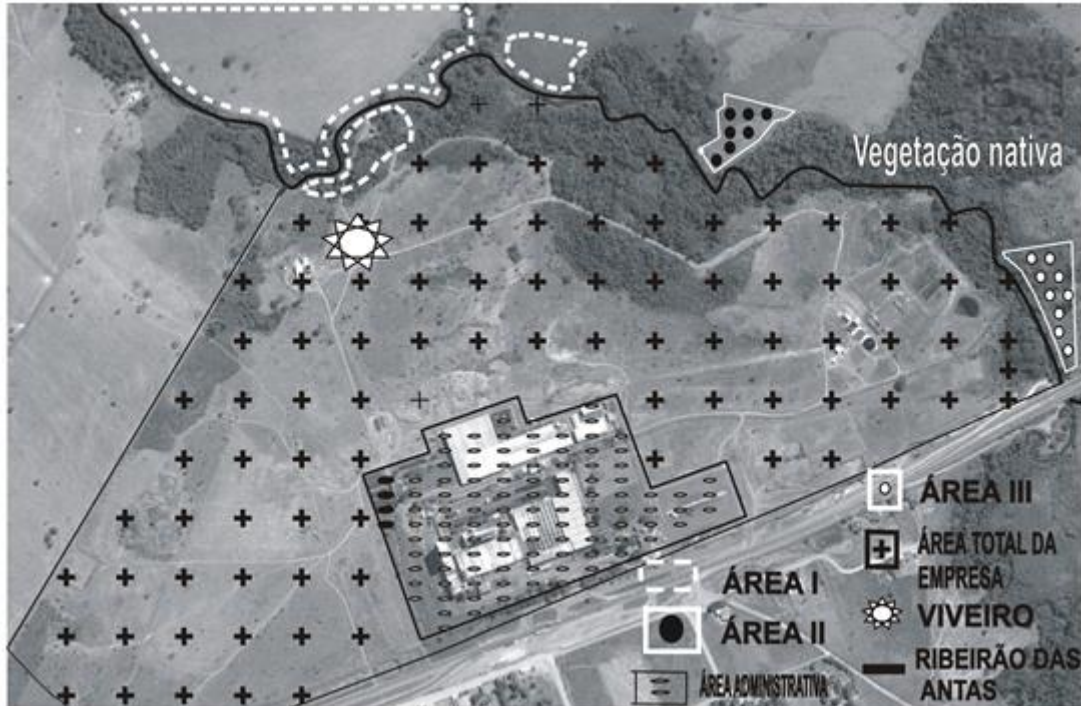 Vegetação nativa
ÁREA III
ÁREA TOTAL DA
EMPRESA
ÁREA I
VIVEIRO
ÁREA II
RIBEIRÃO DAS
ANTAS
ÁREA ADMINISTRATIVA